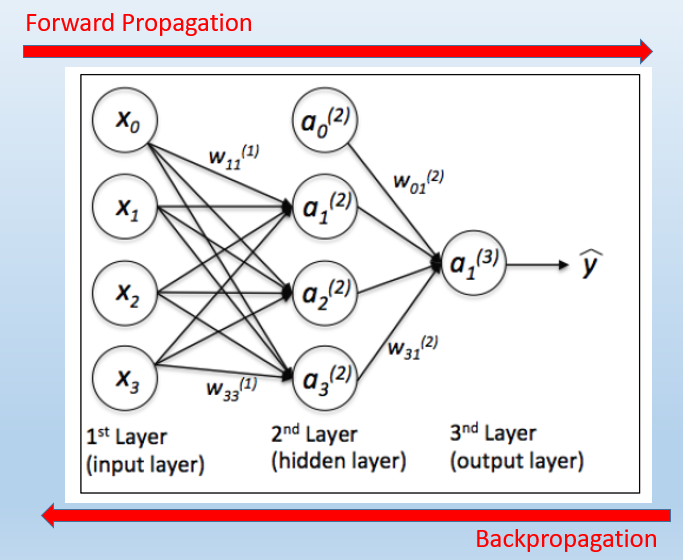 Forward Propagation
x₀
a₀⁽²⁾
w₁₁⁽¹⁾
w₀₁⁽²⁾
x₁
a₁⁽²⁾
a₁⁽³⁾
ŷ
x₂
a₂⁽²⁾
w₃₁⁽²⁾
x₃
w₃₃⁽¹⁾
a₃⁽²⁾
1st Layer
(input layer)
2nd Layer
(hidden layer)
3nd Layer
(output layer)
Backpropagation